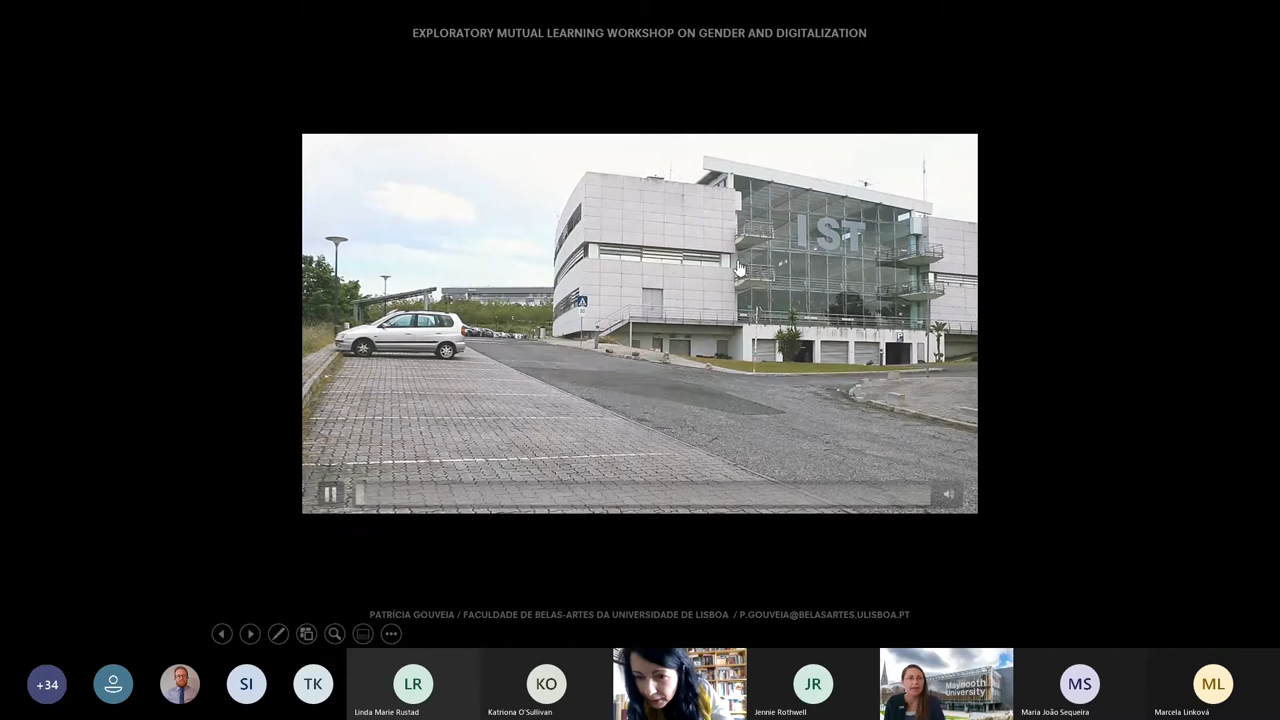 EXPLORATORY MUTUAL LEARNING WORKSHOP ON GENDER AND DIGITALIZATION
IST
PATRÍCIA GOUVEIA / FACULDADE DE BELAS-ARTES DA UNIVERSIDADE DE LISBOA / P.GOUVEIA@BELASARTES.ULISBOA.PT
+34
SI
TK
LR
KO
JR
Maynooth
University
MS
ML
Linda Marie Rustad
Katriona O'Sullivan
Jennie Rothwell
Maria João Sequeira
Marcela Linková